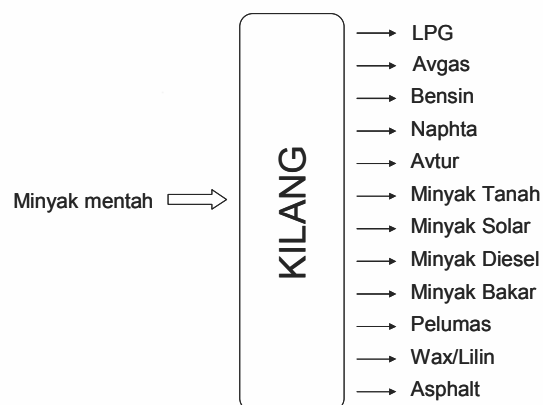 Minyak mentah
KILANG
LPG
Avgas
Bensin
Naphta
Avtur
Minyak Tanah
Minyak Solar
Minyak Diesel
Minyak Bakar
Pelumas
Wax/Lilin
Asphalt